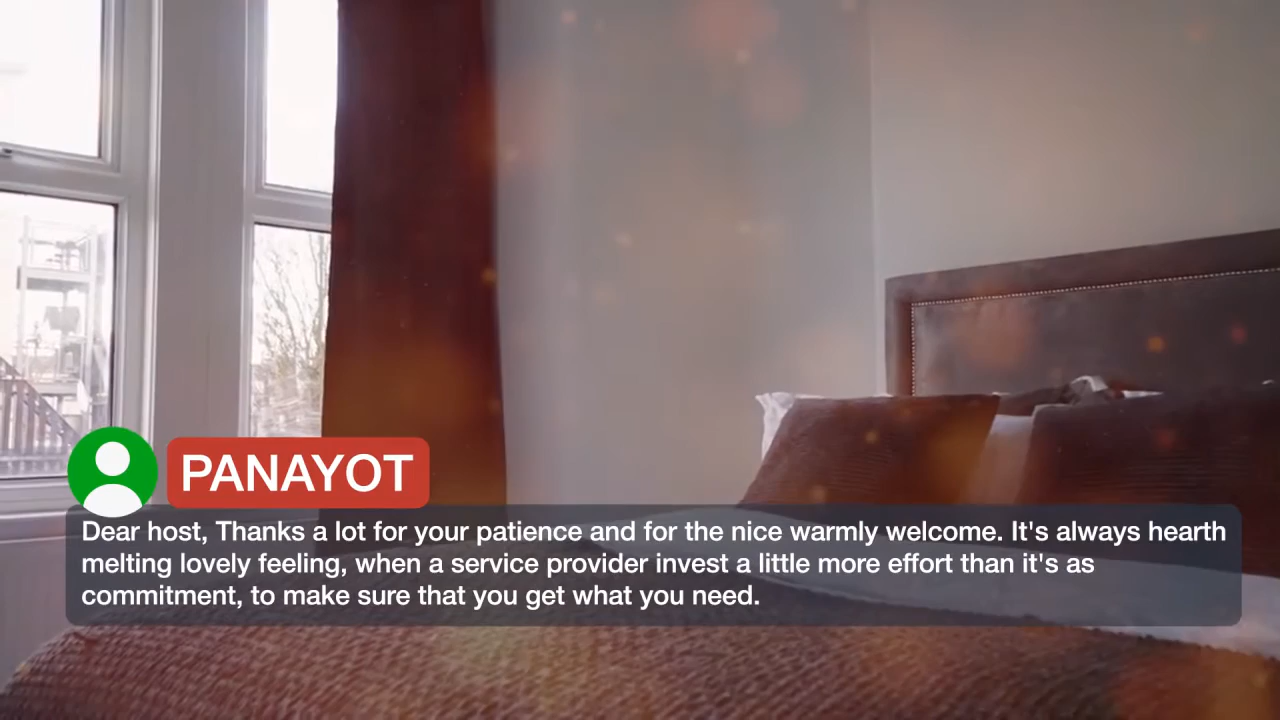 PANAYOT
Dear host, Thanks a lot for your patience and for the nice warmly welcome. It's always hearth
melting lovely feeling, when a service provider invest a little more effort than it's as
commitment, to make sure that you get what you need.